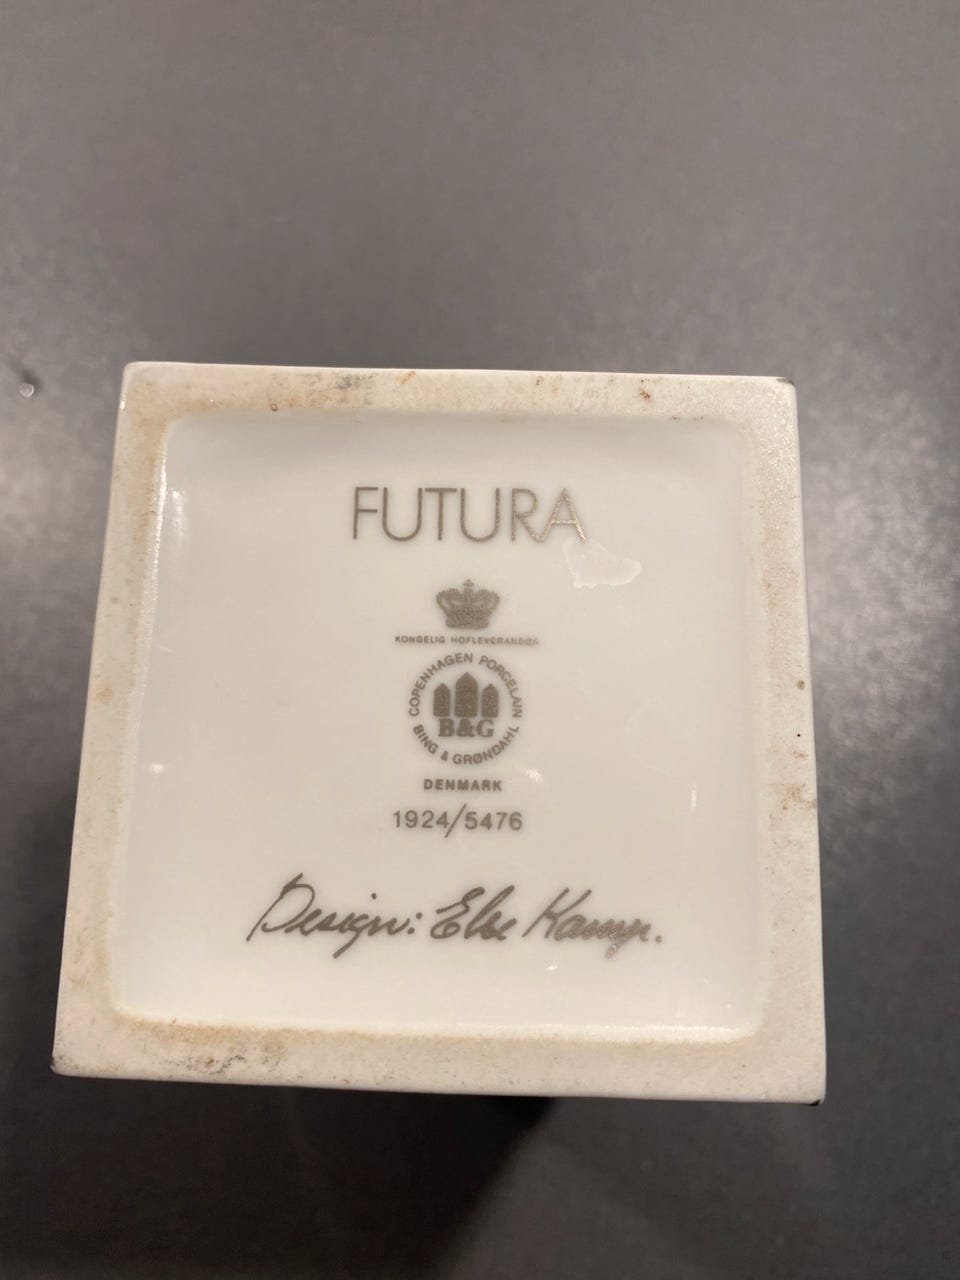 FUTURA
KONGELIG HOFLEVERANDØR
COPENHAGEN PORCELAIN
B&G
BING & GRØNDAHL
DENMARK
1924/5476
Design: Else Kamp.